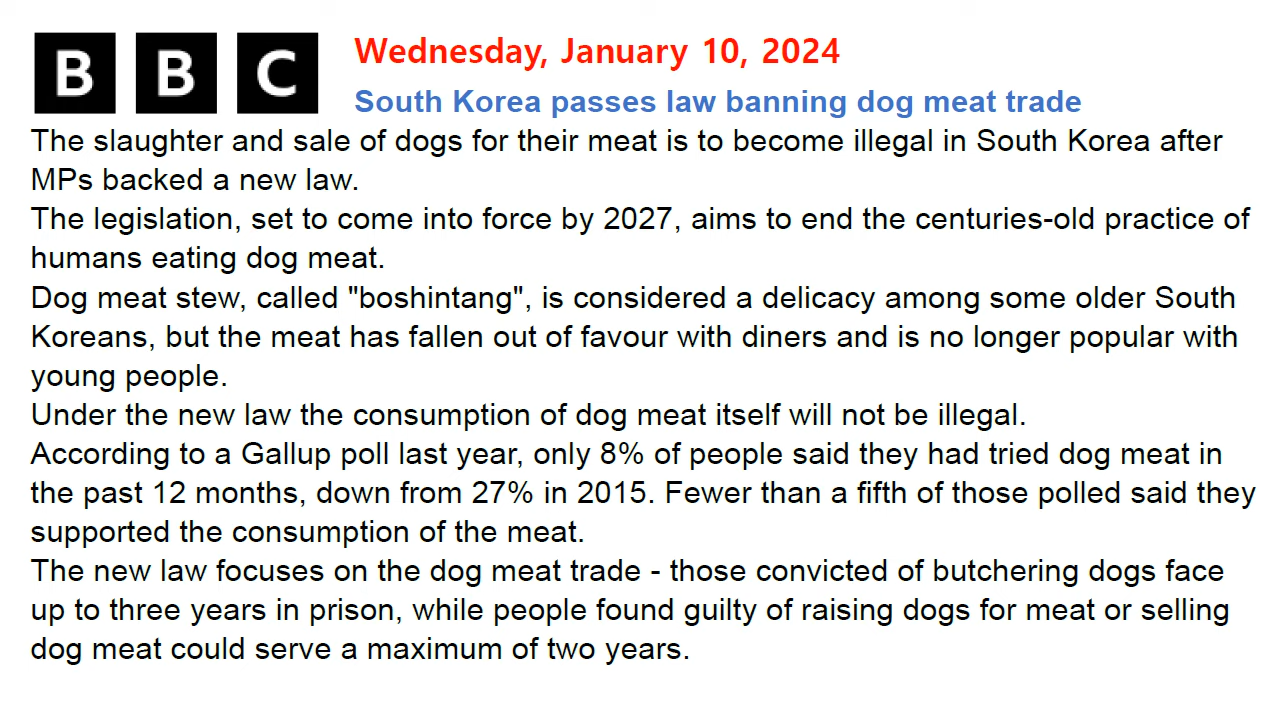 BBC
Wednesday, January 10, 2024
South Korea passes law banning dog meat trade
The slaughter and sale of dogs for their meat is to become illegal in South Korea after
MPs backed a new law.
The legislation, set to come into force by 2027, aims to end the centuries-old practice of
humans eating dog meat.
Dog meat stew, called "boshintang", is considered a delicacy among some older South
Koreans, but the meat has fallen out of favour with diners and is no longer popular with
young people.
Under the new law the consumption of dog meat itself will not be illegal.
According to a Gallup poll last year, only 8% of people said they had tried dog meat in
the past 12 months, down from 27% in 2015. Fewer than a fifth of those polled said they
supported the consumption of the meat.
The new law focuses on the dog meat trade - those convicted of butchering dogs face
up to three years in prison, while people found guilty of raising dogs for meat or selling
dog meat could serve a maximum of two years.